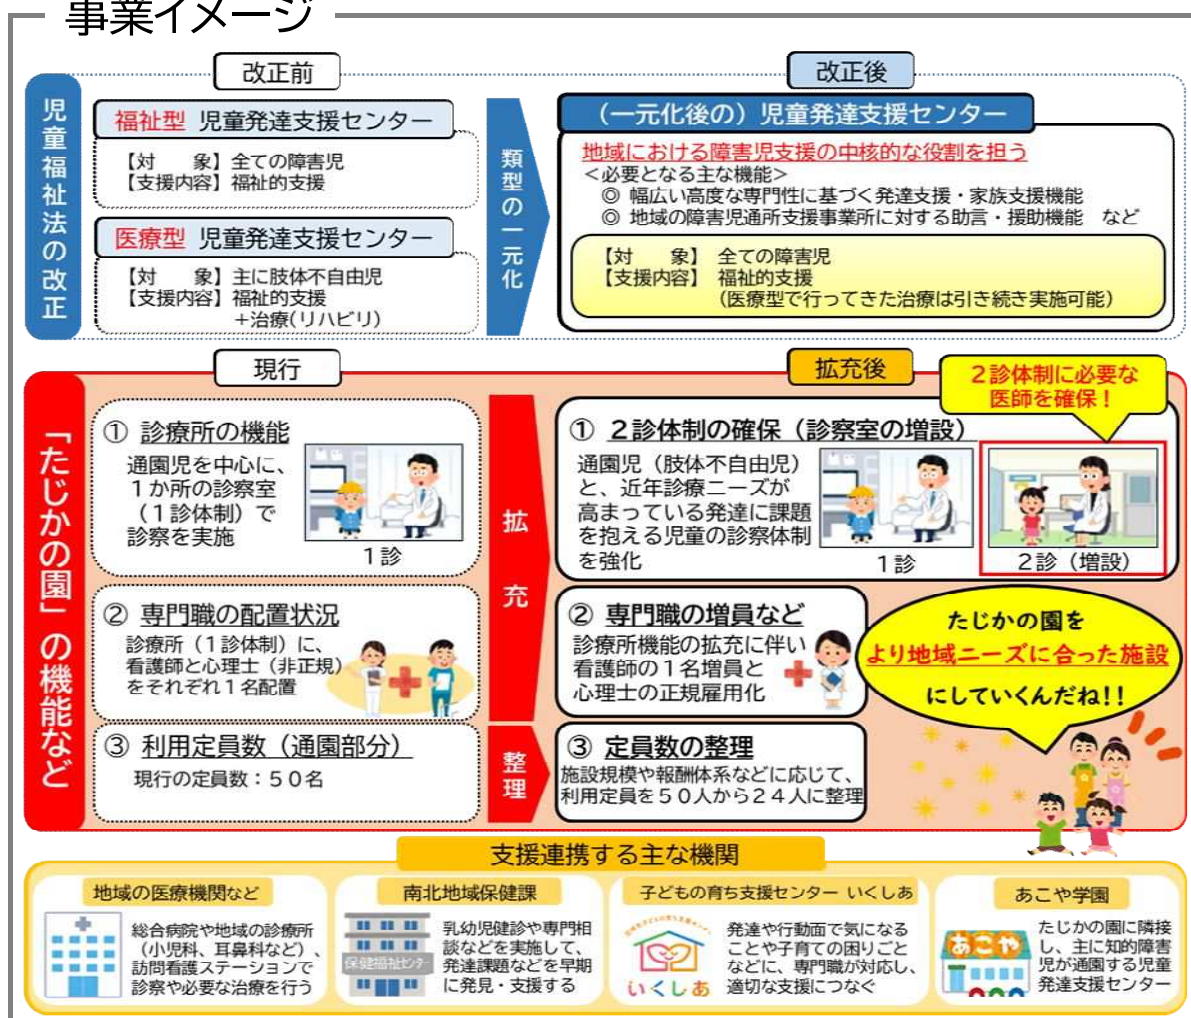 事業イメージ
児童福祉法の改正
改正前
福祉型 児童発達支援センター
【対　　象】全ての障害児
【支援内容】福祉的支援
医療型 児童発達支援センター
【対　　象】主に肢体不自由児
【支援内容】福祉的支援
＋治療(リハビリ)
類型の一元化
改正後
（一元化後の）児童発達支援センター
地域における障害児支援の中核的な役割を担う
＜必要となる主な機能＞
◎ 幅広い高度な専門性に基づく発達支援・家族支援機能
◎ 地域の障害児通所支援事業所に対する助言・援助機能　など
【対　　象】　全ての障害児
【支援内容】　福祉的支援
（医療型で行ってきた治療は引き続き実施可能）
「たじかの園」の機能など
現行
① 診療所の機能
通園児を中心に、
１か所の診察室
（１診体制）で
診察を実施
１診
② 専門職の配置状況
診療所（１診体制）に、
看護師と心理士（非正規）
をそれぞれ１名配置
③ 利用定員数（通園部分）
現行の定員数：５０名
拡充
整理
拡充後
２診体制に必要な
医師を確保！
① ２診体制の確保（診察室の増設）
通園児（肢体不自由児）
と、近年診療ニーズが
高まっている発達に課題
を抱える児童の診察体制
を強化
１診
２診（増設）
② 専門職の増員など
診療所機能の拡充に伴い
看護師の１名増員と
心理士の正規雇用化
たじかの園を
より地域ニーズに合った施設
にしていくんだね!!
③ 定員数の整理
施設規模や報酬体系などに応じて、
利用定員を５０人から２４人に整理
支援連携する主な機関
地域の医療機関など
総合病院や地域の診療所
（小児科、耳鼻科など）、
訪問看護ステーションで
診察や必要な治療を行う
南北地域保健課
保健福祉センター
乳幼児健診や専門相
談などを実施して、
発達課題などを早期
に発見・支援する
子どもの育ち支援センター いくしあ
いくしあ
発達や行動面で気になる
ことや子育ての困りごと
などに、専門職が対応し、
適切な支援につなぐ
あこや学園
あこや
たじかの園に隣接
し、主に知的障害
児が通園する児童
発達支援センター